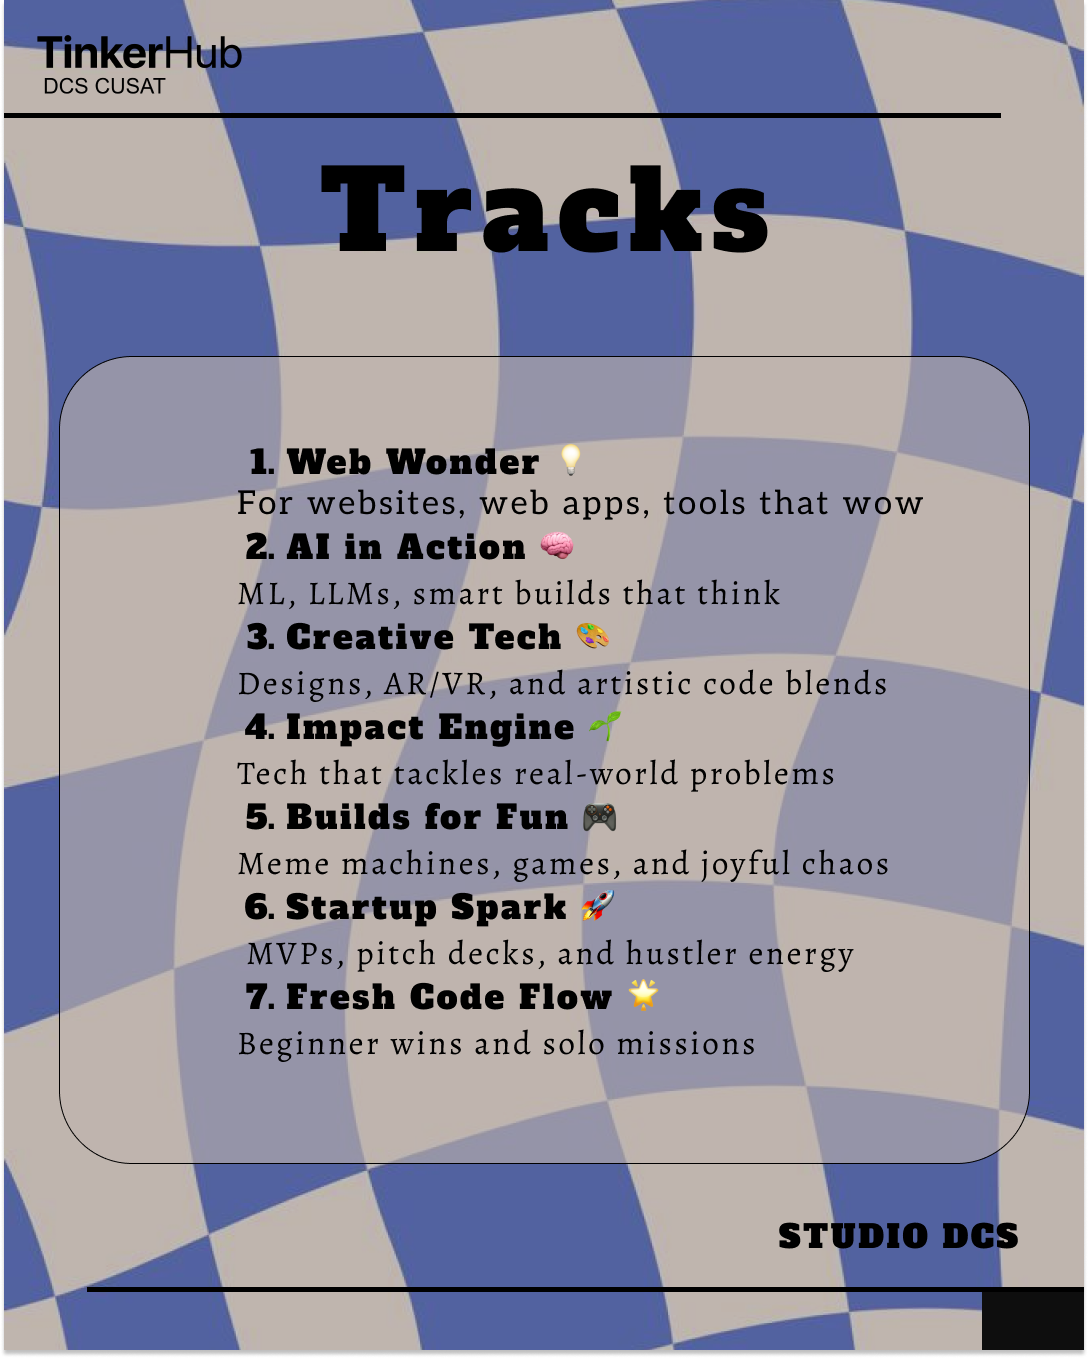 TinkerHub
DCS CUSAT
Tracks
1. Web Wonder 💡
For websites, web apps, tools that wow
2. AI in Action 🧠
ML, LLMs, smart builds that think
3. Creative Tech 🎨
Designs, AR/VR, and artistic code blends
4. Impact Engine 🌱
Tech that tackles real-world problems
5. Builds for Fun 🎮
Meme machines, games, and joyful chaos
6. Startup Spark 🚀
MVPs, pitch decks, and hustler energy
7. Fresh Code Flow 🌟
Beginner wins and solo missions
STUDIO DCS